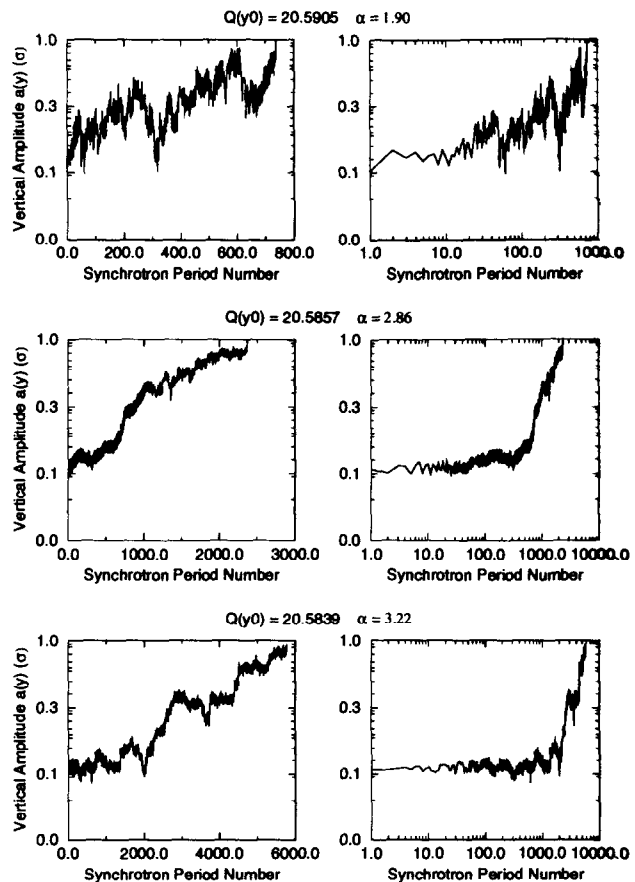 Q(y0) = 20.5905 α = 1.90
Vertical Amplitude a(y) (σ)
1.0
0.3
0.1
0.0
0.0 200.0 400.0 600.0 800.0
Synchrotron Period Number
1.0
0.3
0.1
0.0
1.0 10.0 100.0 1000.0
Synchrotron Period Number
Q(y0) = 20.5857 α = 2.86
Vertical Amplitude a(y) (σ)
1.0
0.3
0.1
0.0
0.0 1000.0 2000.0 3000.0
Synchrotron Period Number
1.0
0.3
0.1
0.0
1.0 10.0 100.0 1000.0 10000.0
Synchrotron Period Number
Q(y0) = 20.5839 α = 3.22
Vertical Amplitude a(y) (σ)
1.0
0.3
0.1
0.0
0.0 2000.0 4000.0 6000.0
Synchrotron Period Number
1.0
0.3
0.1
0.0
1.0 10.0 100.0 1000.0 10000.0
Synchrotron Period Number